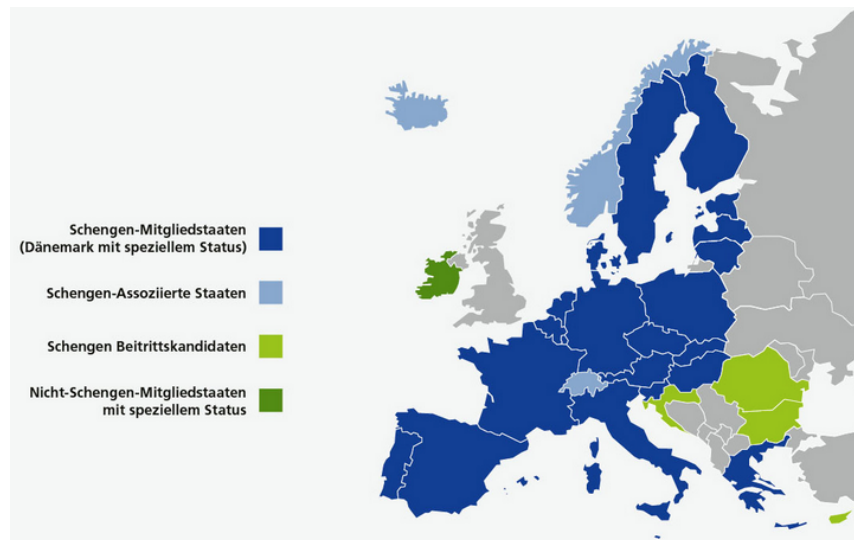 Schengen-Mitgliedstaaten
(Dänemark mit speziellem Status)
Schengen-Assoziierte Staaten
Schengen Beitrittskandidaten
Nicht-Schengen-Mitgliedstaaten
mit speziellem Status